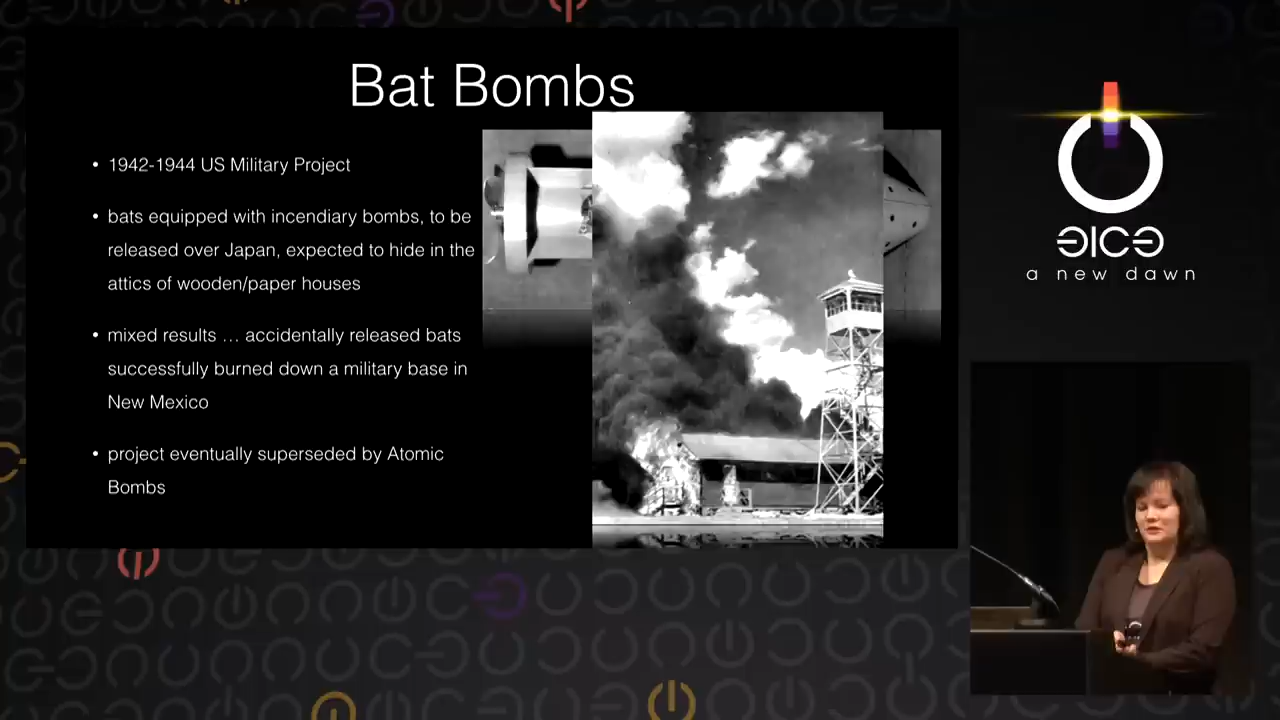 Bat Bombs
• 1942-1944 US Military Project
• bats equipped with incendiary bombs, to be
released over Japan, expected to hide in the
attics of wooden/paper houses
• mixed results … accidentally released bats
successfully burned down a military base in
New Mexico
• project eventually superseded by Atomic
Bombs
a new dawn